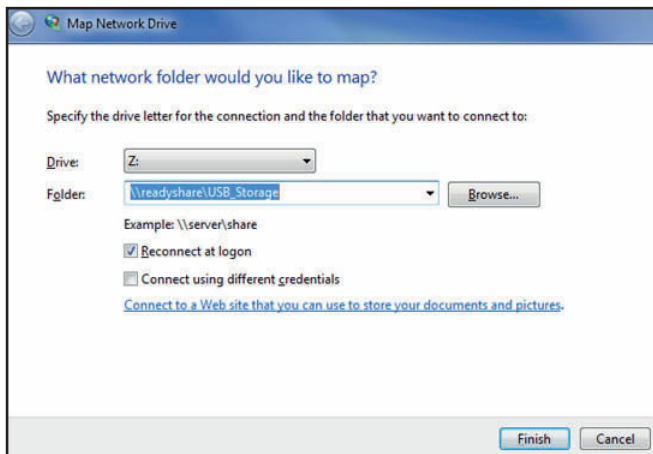 Map Network Drive
What network folder would you like to map?
Specify the drive letter for the connection and the folder that you want to connect to:
Drive: Z:
Folder: \\readyshare\USB_Storage Browse...
Example: \\server\share
Reconnect at logon
Connect using different credentials
Connect to a Web site that you can use to store your documents and pictures.
Finish Cancel